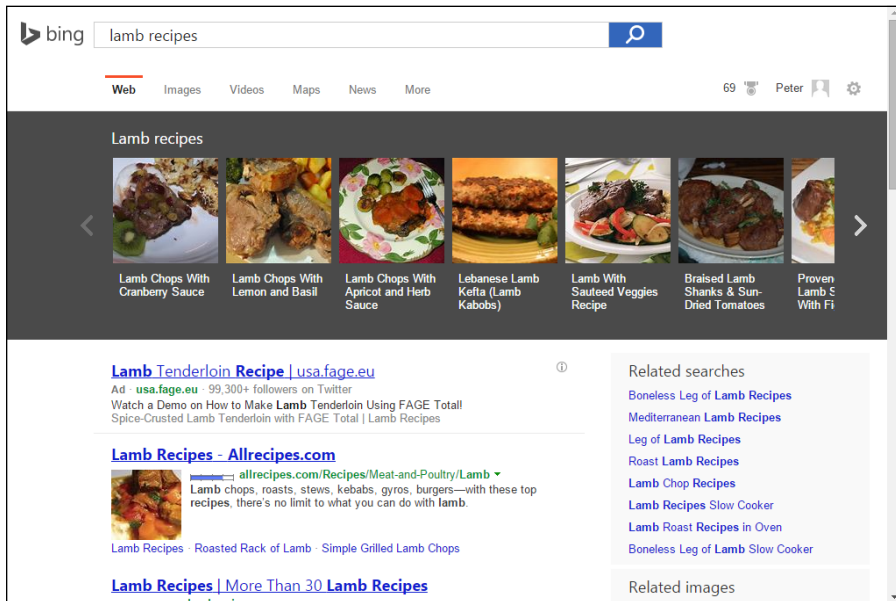 bing
lamb recipes
Web Images Videos Maps News More
69 Peter
Lamb recipes
Lamb Chops With
Cranberry Sauce
Lamb Chops With
Lemon and Basil
Lamb Chops With
Apricot and Herb
Sauce
Lebanese Lamb
Kefta (Lamb
Kabobs)
Lamb With
Sauteed Veggies
Recipe
Braised Lamb
Shanks & Sun-
Dried Tomatoes
Proven
Lamb S
With Fi
Lamb Tenderloin Recipe | usa.fage.eu
Ad · usa.fage.eu · 99,300+ followers on Twitter
Watch a Demo on How to Make Lamb Tenderloin Using FAGE Total!
Spice-Crusted Lamb Tenderloin with FAGE Total | Lamb Recipes
Lamb Recipes - Allrecipes.com
allrecipes.com/Recipes/Meat-and-Poultry/Lamb
Lamb chops, roasts, stews, kebabs, gyros, burgers—with these top
recipes, there's no limit to what you can do with lamb.
Lamb Recipes · Roasted Rack of Lamb · Simple Grilled Lamb Chops
Lamb Recipes | More Than 30 Lamb Recipes
Related searches
Boneless Leg of Lamb Recipes
Mediterranean Lamb Recipes
Leg of Lamb Recipes
Roast Lamb Recipes
Lamb Chop Recipes
Lamb Recipes Slow Cooker
Lamb Roast Recipes in Oven
Boneless Leg of Lamb Slow Cooker
Related images